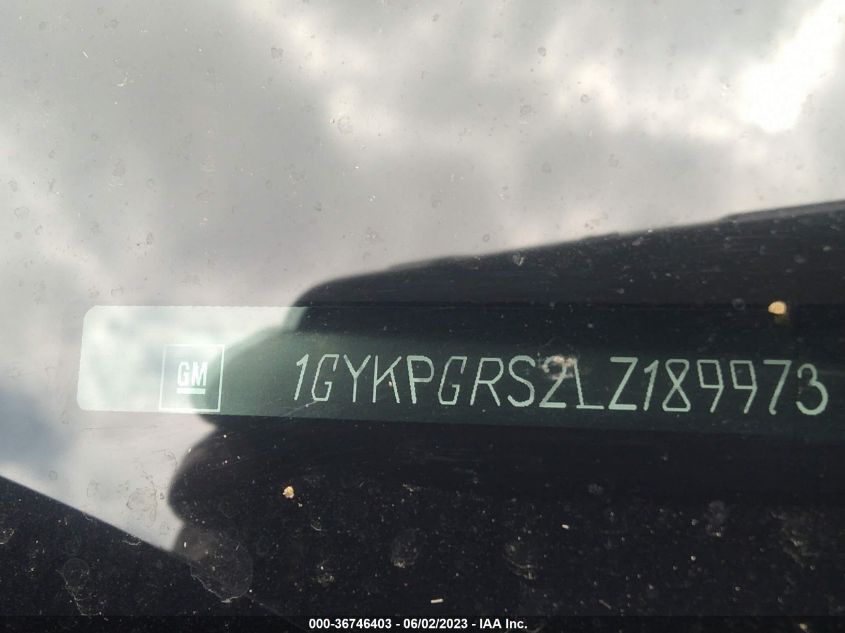 GM 1GYKPGRS2LZ189973
000-36746403 - 06/02/2023 - IAA Inc.